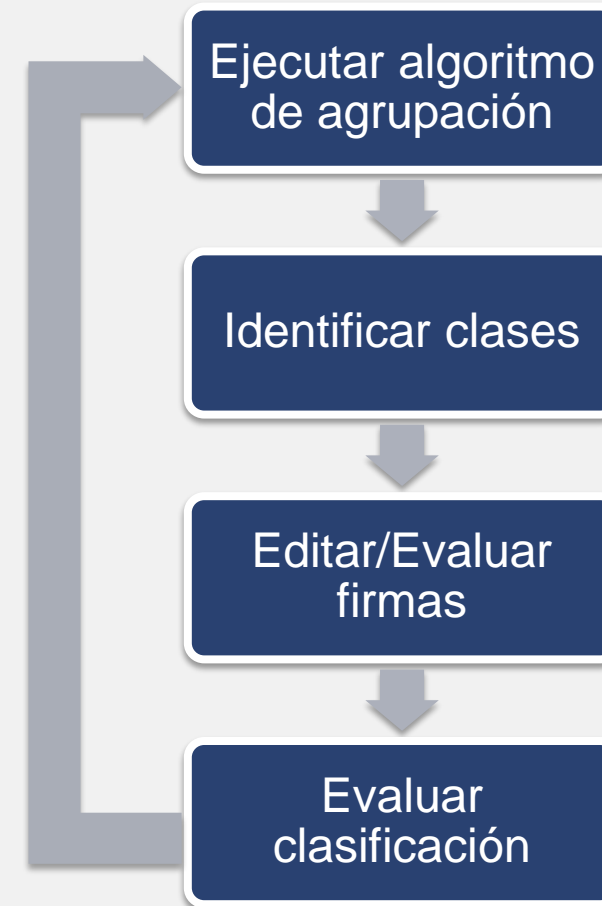 Ejecutar algoritmo
de agrupación
Identificar clases
Editar/Evaluar
firmas
Evaluar
clasificación